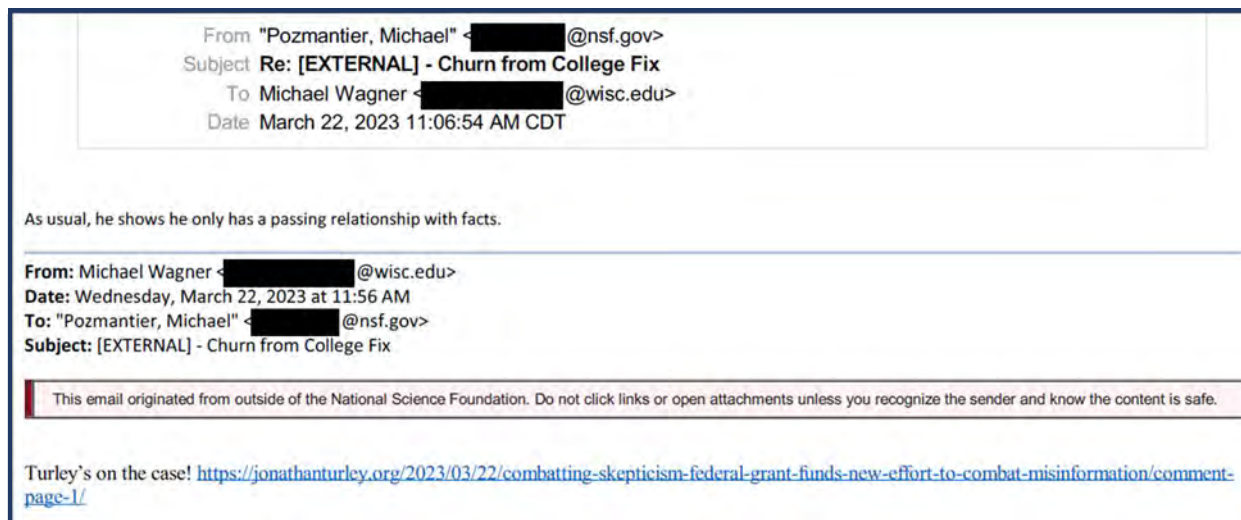 From "Pozmantier, Michael" < @nsf.gov>
Subject Re: [EXTERNAL] - Churn from College Fix
To Michael Wagner < @wisc.edu>
Date March 22, 2023 11:06:54 AM CDT
As usual, he shows he only has a passing relationship with facts.
From: Michael Wagner < @wisc.edu>
Date: Wednesday, March 22, 2023 at 11:56 AM
To: "Pozmantier, Michael" < @nsf.gov>
Subject: [EXTERNAL] - Churn from College Fix
This email originated from outside of the National Science Foundation. Do not click links or open attachments unless you recognize the sender and know the content is safe.
Turley's on the case! https://jonathanturley.org/2023/03/22/combatting-skepticism-federal-grant-funds-new-effort-to-combat-misinformation/comment-
page-1/